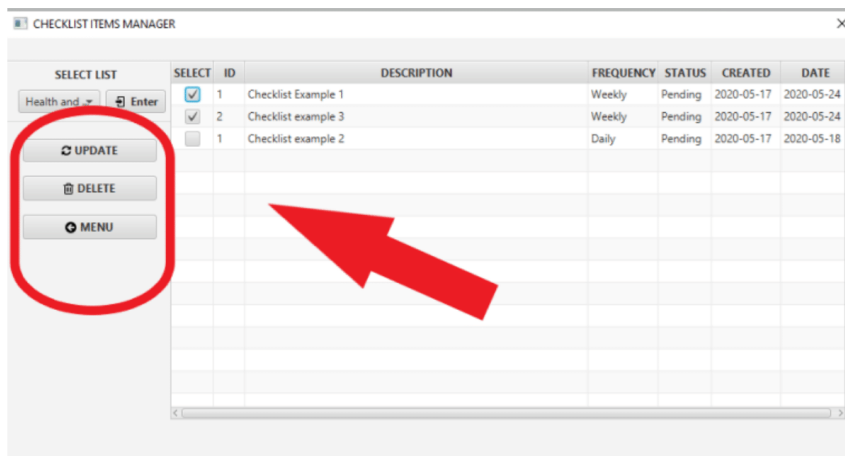 CHECKLIST ITEMS MANAGER
SELECT LIST
Health and
Enter
UPDATE
DELETE
MENU
SELECT ID DESCRIPTION FREQUENCY STATUS CREATED DATE
1 Checklist Example 1 Weekly Pending 2020-05-17 2020-05-24
2 Checklist example 3 Weekly Pending 2020-05-17 2020-05-24
1 Checklist example 2 Daily Pending 2020-05-17 2020-05-18